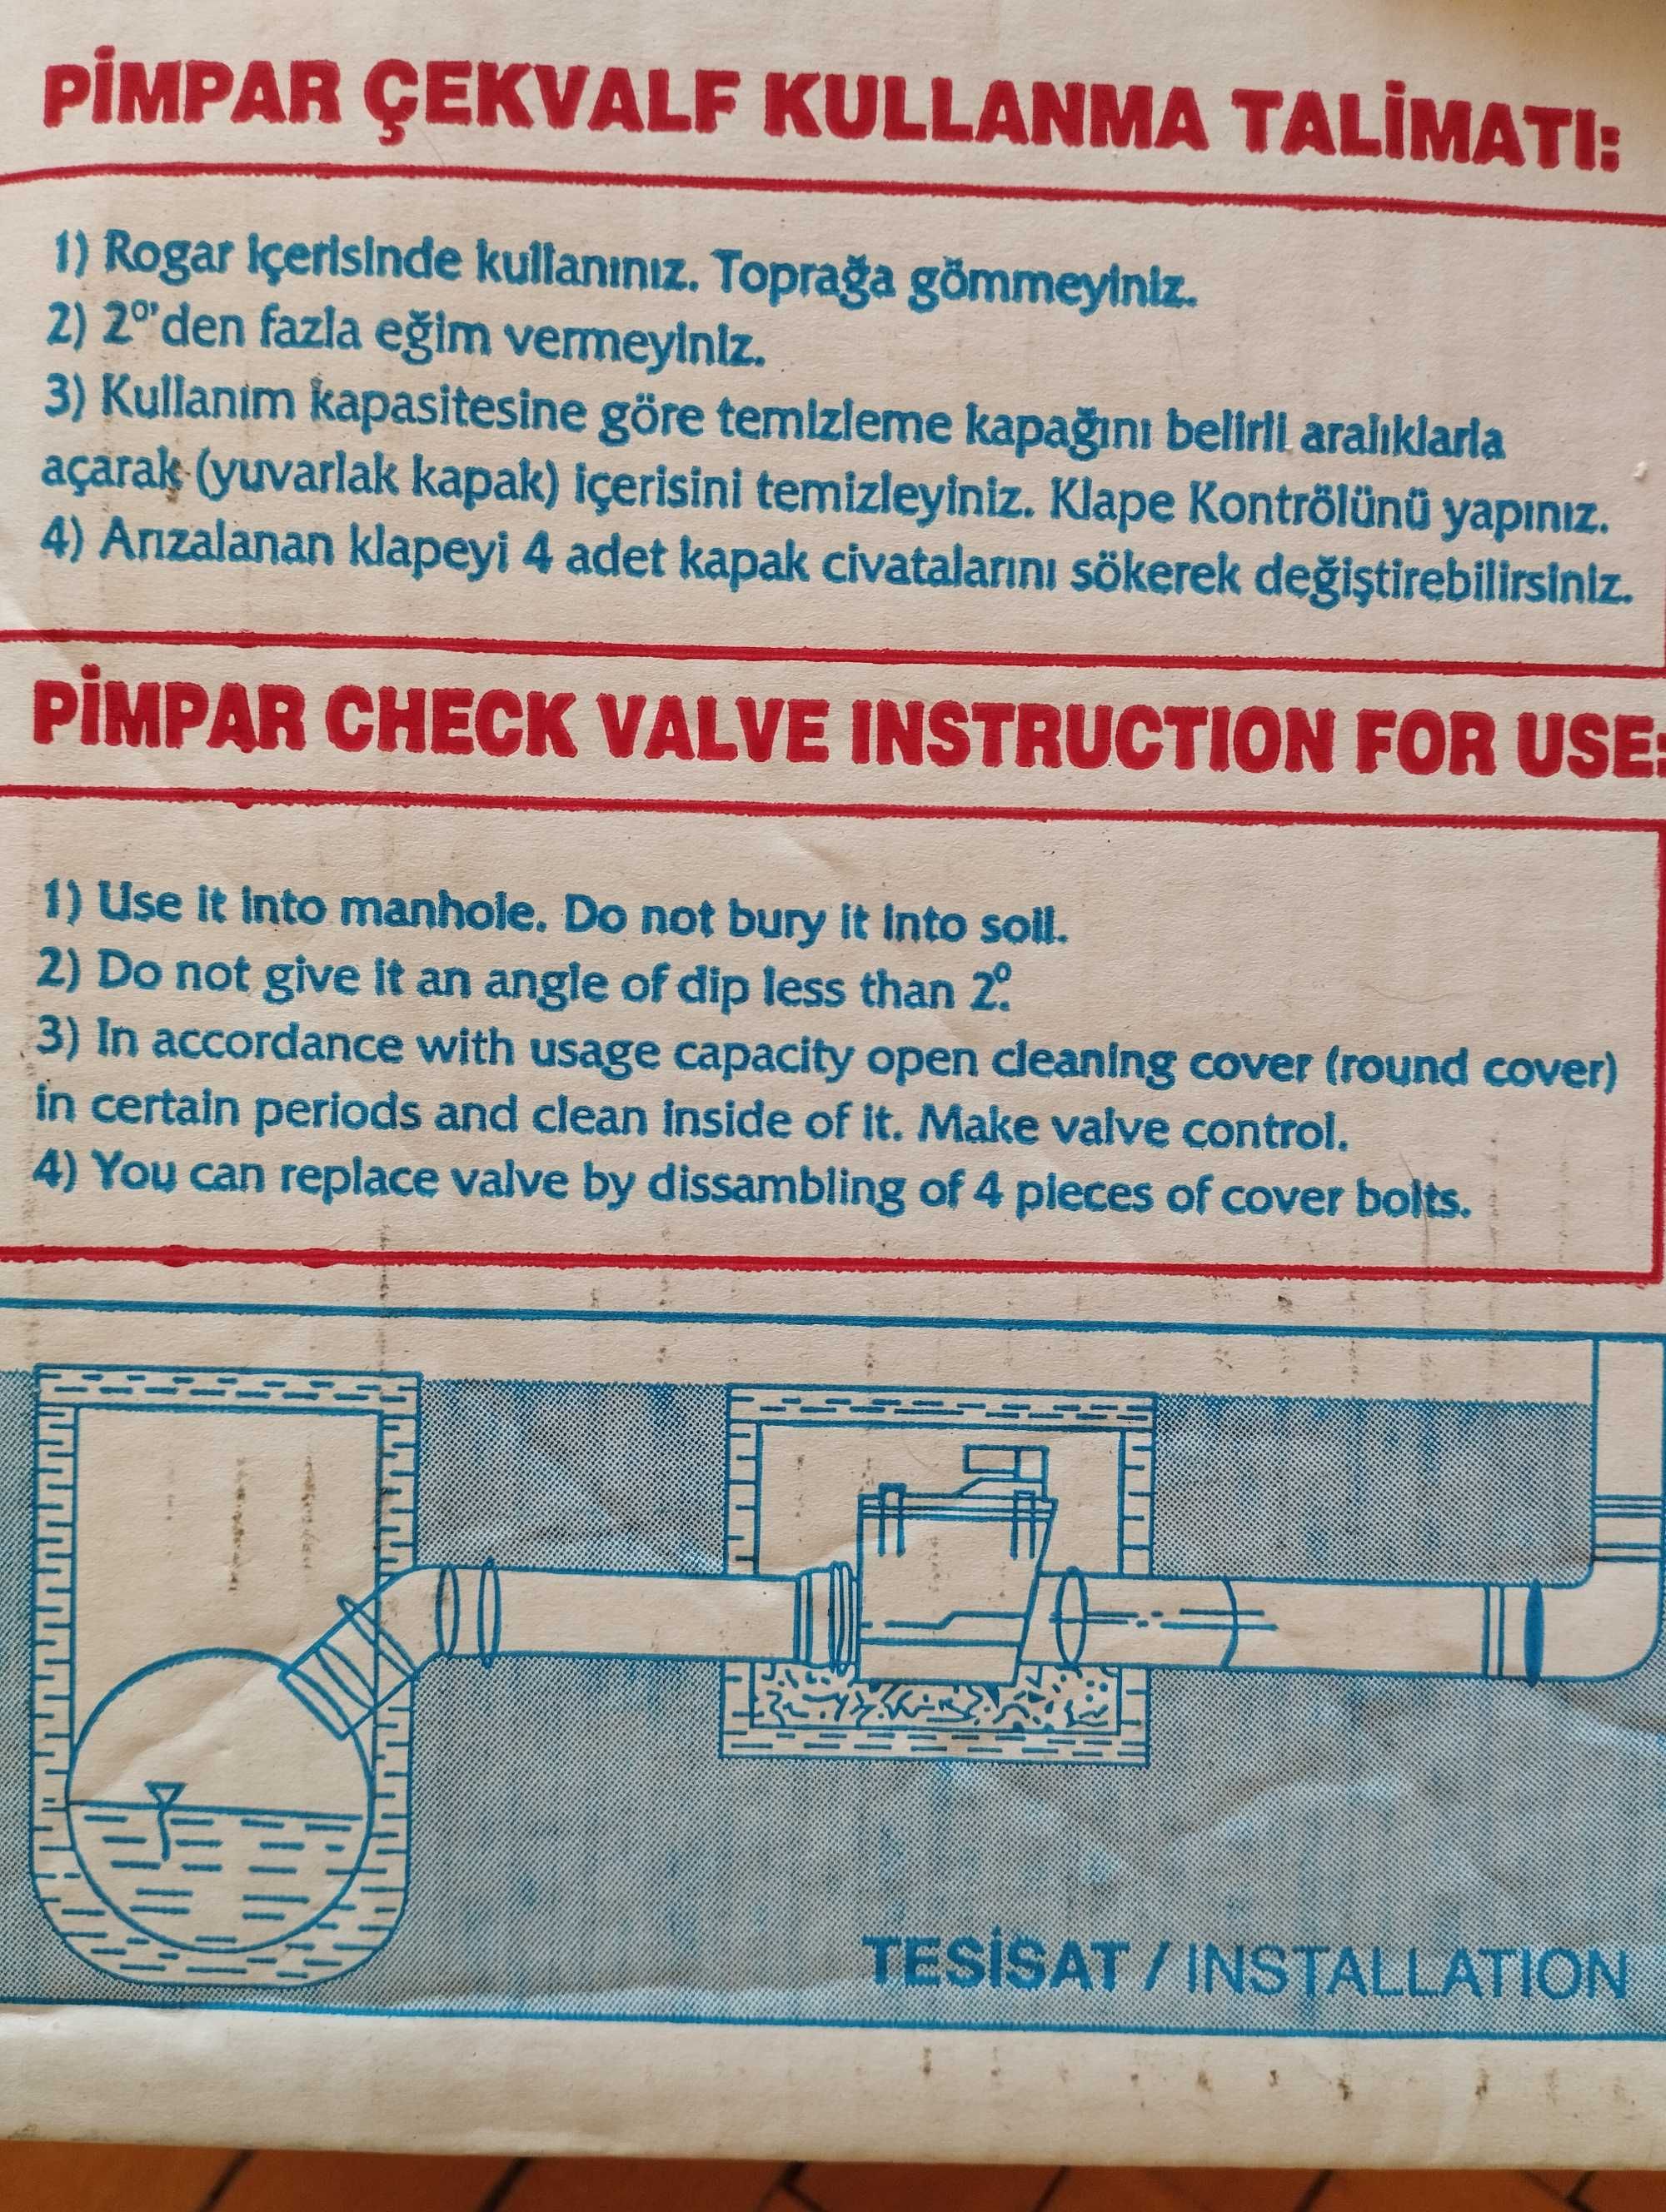 PİMPAR ÇEKVALF KULLANMA TALİMATI:
1) Rogar içerisinde kullanınız. Toprağa gömmeyiniz.
2) 2°'den fazla eğim vermeyiniz.
3) Kullanım kapasitesine göre temizleme kapağını belirli aralıklarla
açarak (yuvarlak kapak) içerisini temizleyiniz. Klape Kontrölünü yapınız.
4) Arızalanan klapeyi 4 adet kapak civatalarını sökerek değiştirebilirsiniz.
PİMPAR CHECK VALVE INSTRUCTION FOR USE:
1) Use it into manhole. Do not bury it into soil.
2) Do not give it an angle of dip less than 2°.
3) In accordance with usage capacity open cleaning cover (round cover)
in certain periods and clean inside of it. Make valve control.
4) You can replace valve by dissambling of 4 pieces of cover bolts.
TESİSAT / INSTALLATION